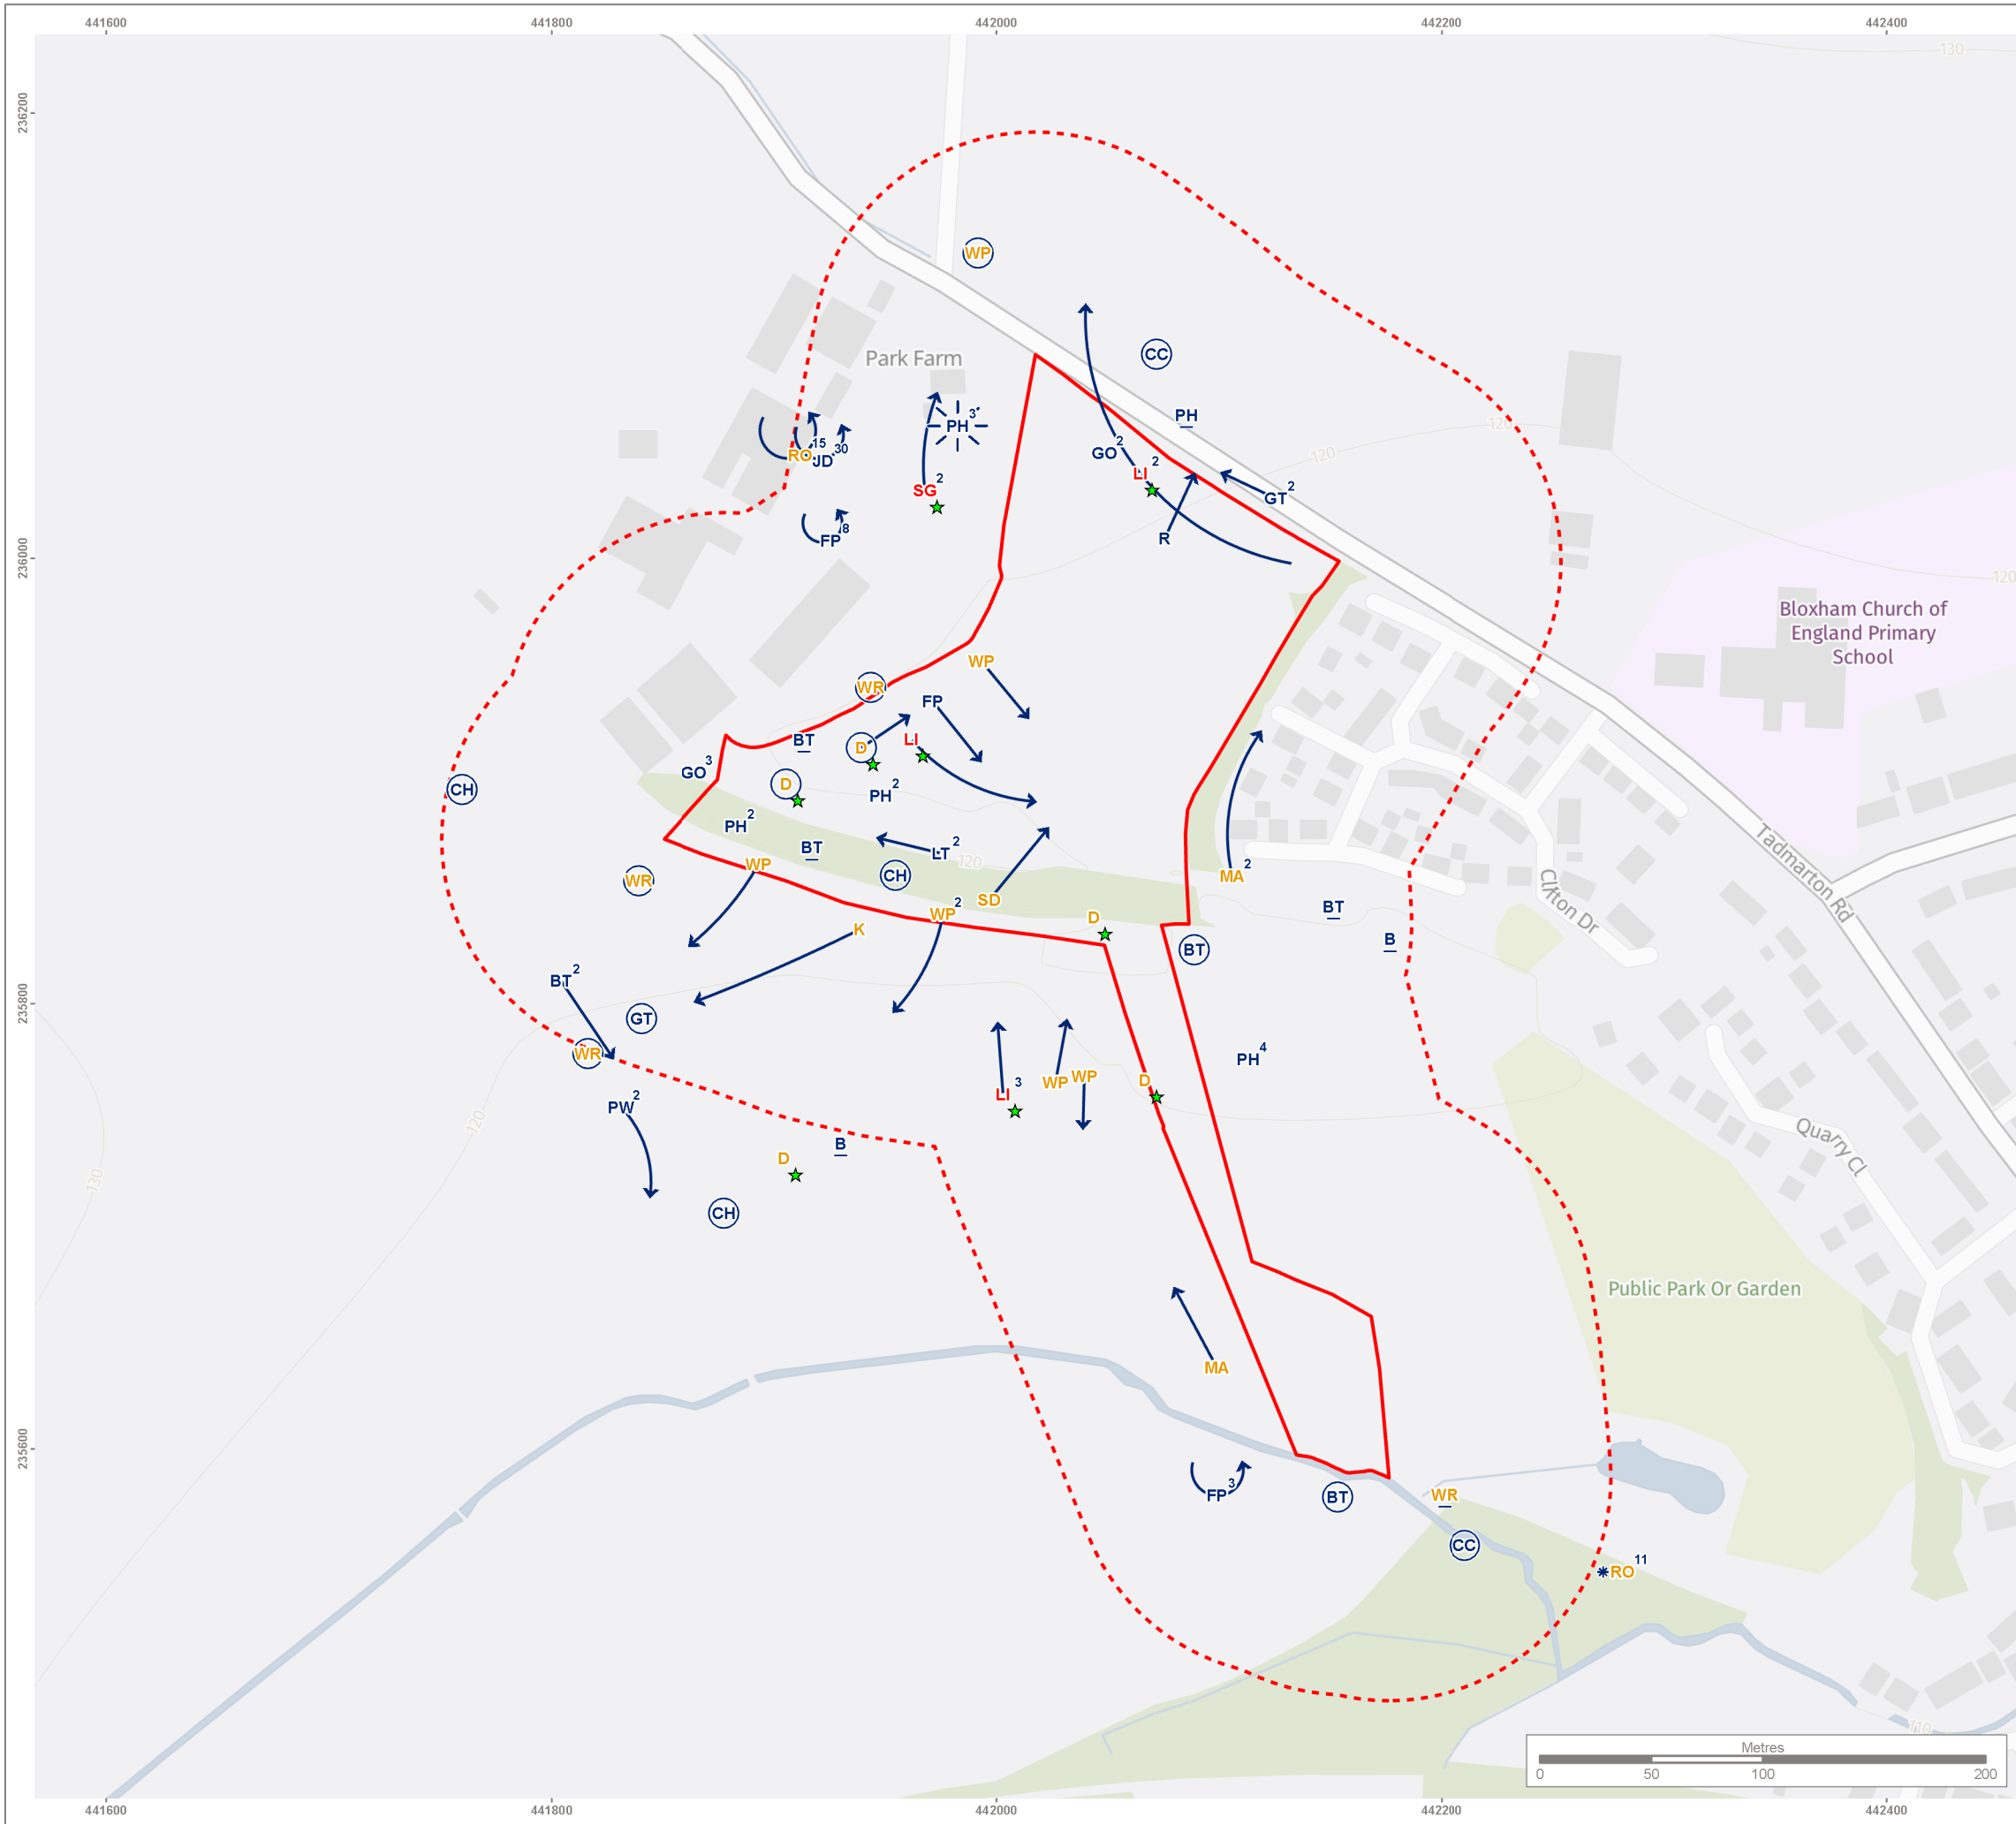 441600 441800 442000 442200 442400
130
236200
WP
Park Farm
CC
PH 3
PH
GO 2
120
120
RO 15
JD 30
LI 2
SG 2
GT 2
FP 8
R
236000
120
Bloxham Church of
England Primary
School
WP
WR
FP
BT
D
LI
GO 3
CH
D
PH 2
PH 2
BT
LT 2
120
WP
CH
WR
SD
MA 2
Tadmarton Rd
Clifton Dr
WP 2
D
BT
K
BT
B
BT 2
235800
GT
WR
PH 4
WP
WP
D
LI 3
PW 2
120
130
B
D
CH
Quarry Cl
Public Park Or Garden
MA
235600
FP 3
BT
WR
CC
RO 11
110
Metres
0 50 100 200
441600 441800 442000 442200 442400